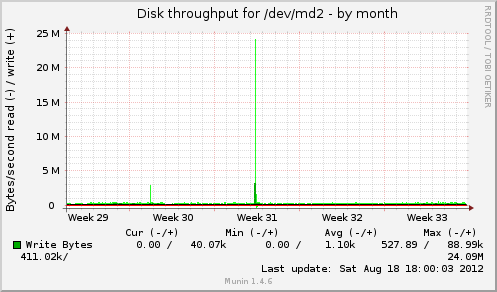 Disk throughput for /dev/md2 - by month
RRDTOOL / TOBI OETIKER
Bytes/second read (-) / write (+)
25 M
20 M
15 M
10 M
5 M
0
Week 29 Week 30 Week 31 Week 32 Week 33
Cur (-/+) Min (-/+) Avg (-/+) Max (-/+)
Write Bytes 0.00 / 40.07k 0.00 / 1.10k 527.89 / 88.99k
411.02k/ 24.09M
Last update: Sat Aug 18 18:00:03 2012
Munin 1.4.6